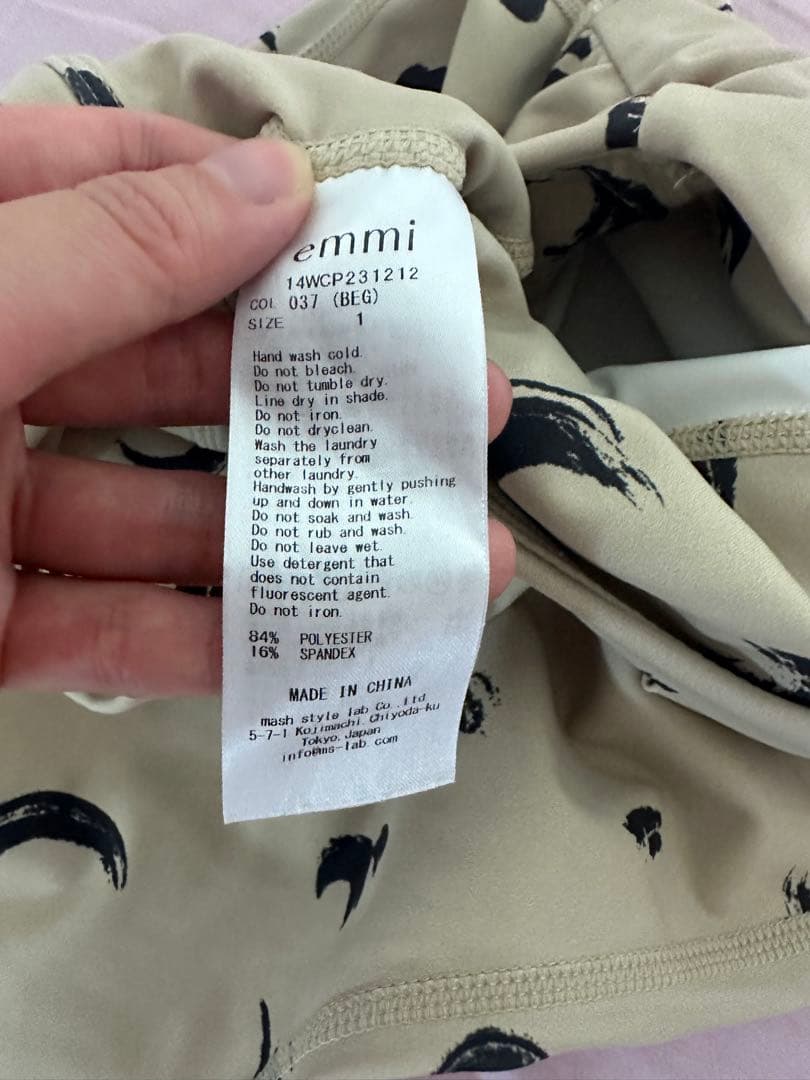 emmi
14WCP231212
COL 037 (BEG)
SIZE 1
Hand wash cold.
Do not bleach.
Do not tumble dry.
Line dry in shade.
Do not iron.
Do not dryclean.
Wash the laundry
separately from
other laundry.
Handwash by gently pushing
up and down in water.
Do not soak and wash.
Do not rub and wash.
Do not leave wet.
Use detergent that
does not contain
fluorescent agent.
Do not iron.
84% POLYESTER
16% SPANDEX
MADE IN CHINA
mash style lab Co.,ltd
5-7-1 Kojimachi, Chiyoda-ku
Tokyo, Japan
info@ms-lab.com